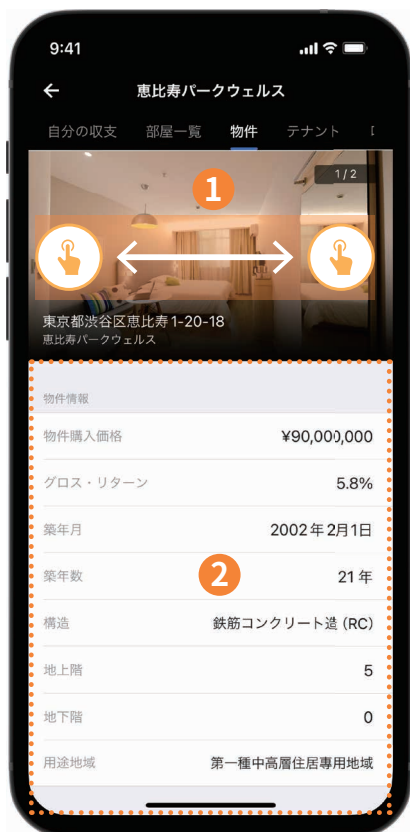 9:41
恵比寿パークウェルス
自分の収支 部屋一覧 物件 テナント
1/2
1
東京都渋谷区恵比寿1-20-18
恵比寿パークウェルス
物件情報
物件購入価格 ¥90,000,000
グロス・リターン 5.8%
築年月 2002年2月1日
築年数 2 21年
構造 鉄筋コンクリート造 (RC)
地上階 5
地下階 0
用途地域 第一種中高層住居専用地域